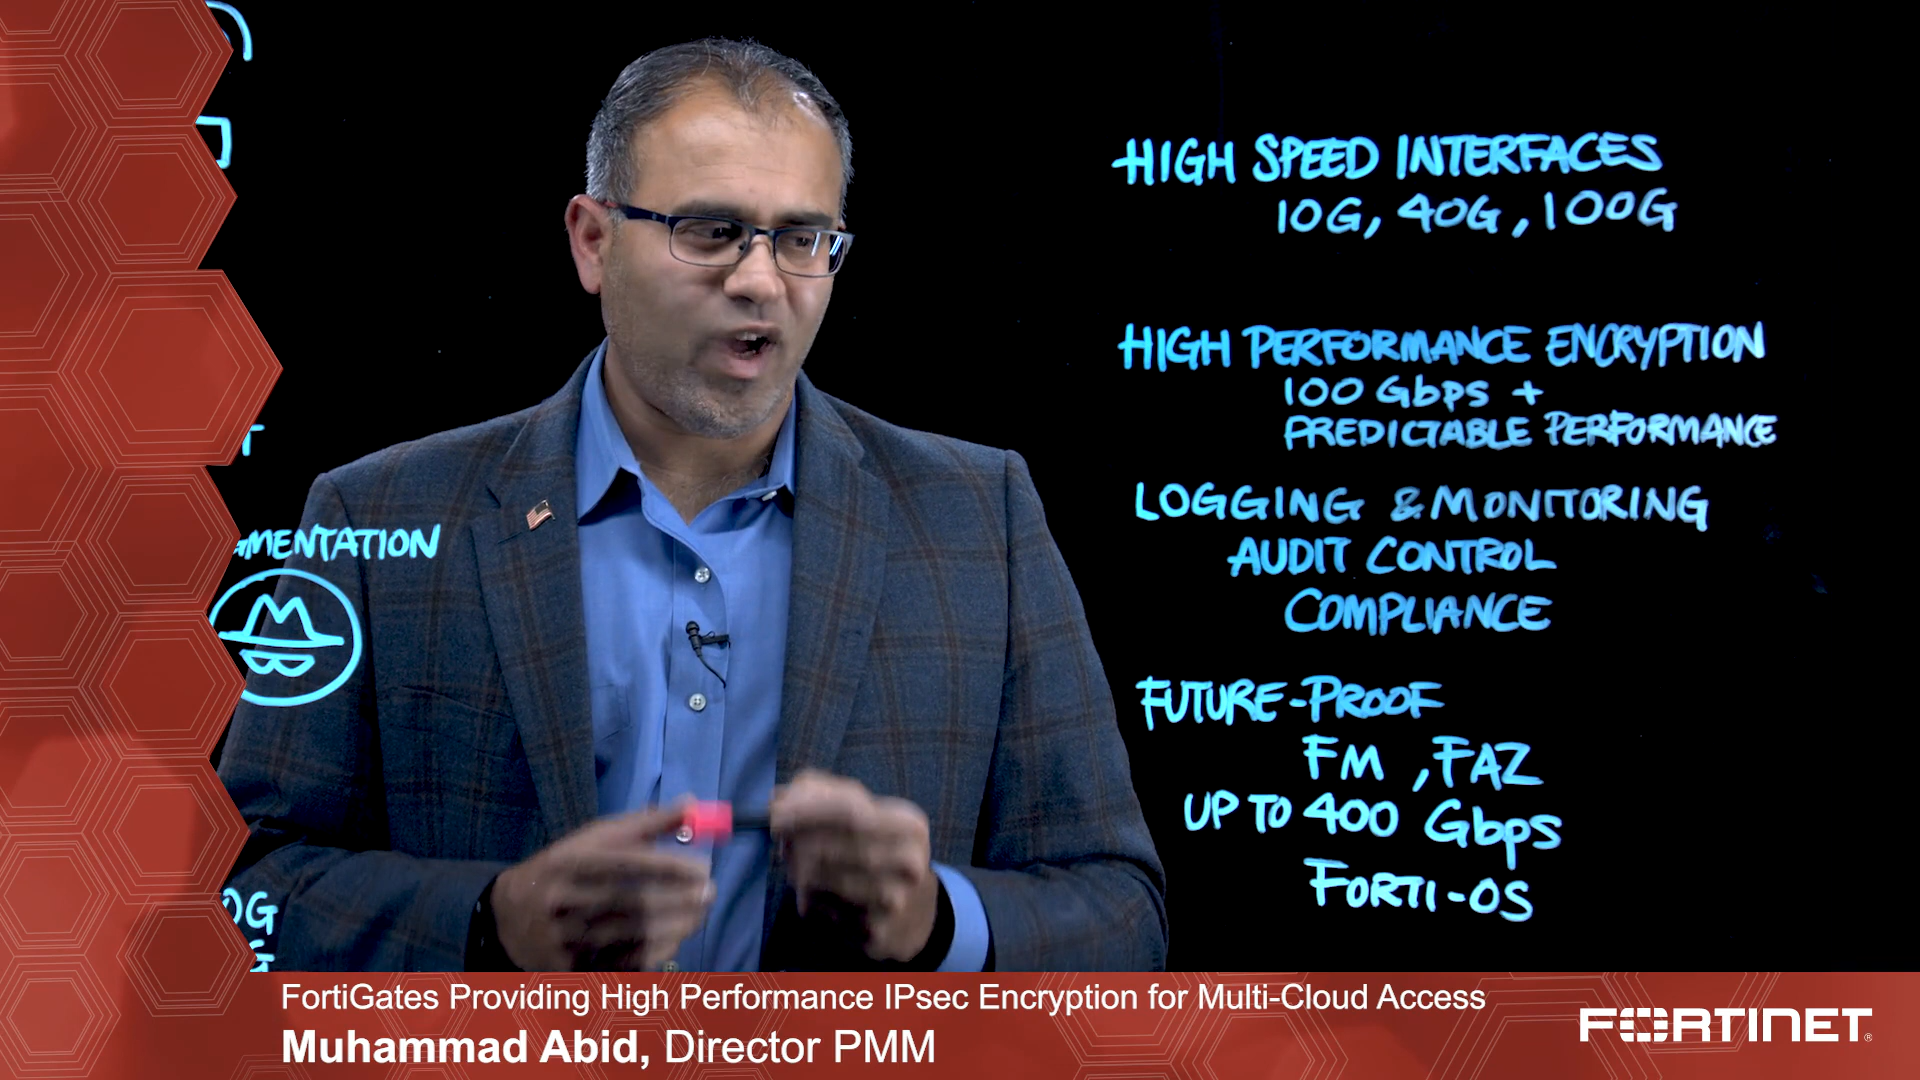 HIGH SPEED INTERFACES
10G, 40G, 100G
HIGH PERFORMANCE ENCRYPTION
100 Gbps +
PREDICTABLE PERFORMANCE
LOGGING & MONITORING
AUDIT CONTROL
COMPLIANCE
FUTURE-PROOF
FM, FAZ
UP TO 400 Gbps
FORTI-OS
FortiGates Providing High Performance IPsec Encryption for Multi-Cloud Access
Muhammad Abid, Director PMM
FORTINET®